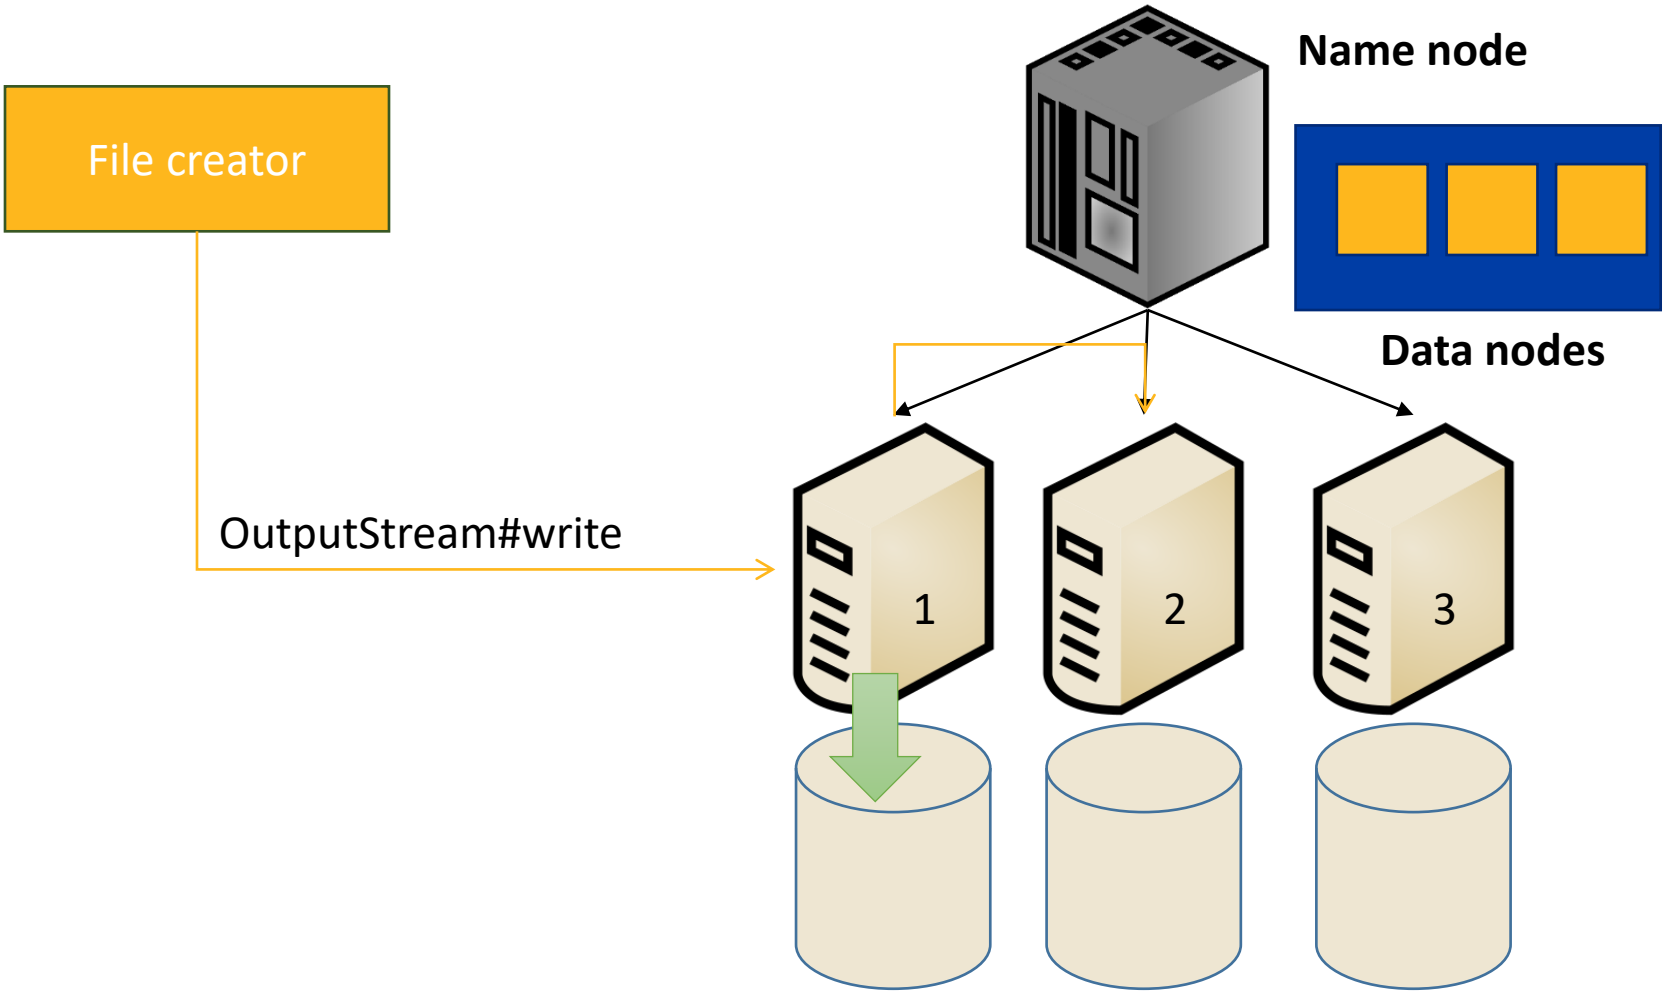 Name node
File creator
Data nodes
OutputStream#write
1
2
3